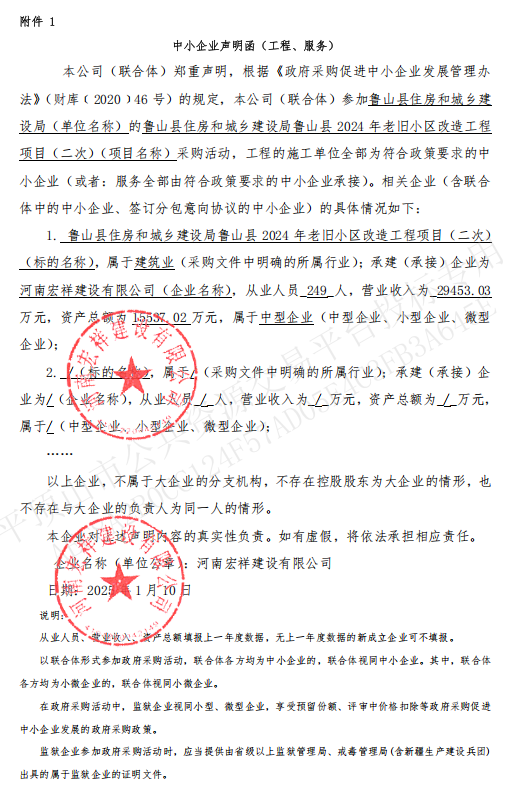 附件 1
中小企业声明函（工程、服务）
本公司（联合体）郑重声明，根据《政府采购促进中小企业发展管理办
法》（财库﹝2020﹞46 号）的规定，本公司（联合体）参加鲁山县住房和城乡建
设局（单位名称）的鲁山县住房和城乡建设局鲁山县 2024 年老旧小区改造工程
项目（二次）（项目名称）采购活动，工程的施工单位全部为符合政策要求的中
小企业（或者：服务全部由符合政策要求的中小企业承接）。相关企业（含联合
体中的中小企业、签订分包意向协议的中小企业）的具体情况如下：
1. 鲁山县住房和城乡建设局鲁山县 2024 年老旧小区改造工程项目（二次）
（标的名称），属于建筑业（采购文件中明确的所属行业）；承建（承接）企业为
河南宏祥建设有限公司（企业名称），从业人员 249 人，营业收入为 29453.03
万元，资产总额为 15537.02 万元，属于中型企业（中型企业、小型企业、微型
企业）；
2. /（标的名称），属于/（采购文件中明确的所属行业）；承建（承接）企
业为/（企业名称），从业人员 / 人，营业收入为 / 万元，资产总额为 / 万元，
属于/（中型企业、小型企业、微型企业）；
……
以上企业，不属于大企业的分支机构，不存在控股股东为大企业的情形，也
不存在与大企业的负责人为同一人的情形。
本企业对上述声明内容的真实性负责。如有虚假，将依法承担相应责任。
企业名称（单位公章）：河南宏祥建设有限公司
日期：2025 年 1 月 10 日
说明：
从业人员、营业收入、资产总额填报上一年度数据，无上一年度数据的新成立企业可不填报。
以联合体形式参加政府采购活动，联合体各方均为中小企业的，联合体视同中小企业。其中，联合体
各方均为小微企业的，联合体视同小微企业。
在政府采购活动中，监狱企业视同小型、微型企业，享受预留份额、评审中价格扣除等政府采购促进
中小企业发展的政府采购政策。
监狱企业参加政府采购活动时，应当提供由省级以上监狱管理局、戒毒管理局(含新疆生产建设兵团)
出具的属于监狱企业的证明文件。
河南宏祥建设有限公司
河南宏祥建设有限公司